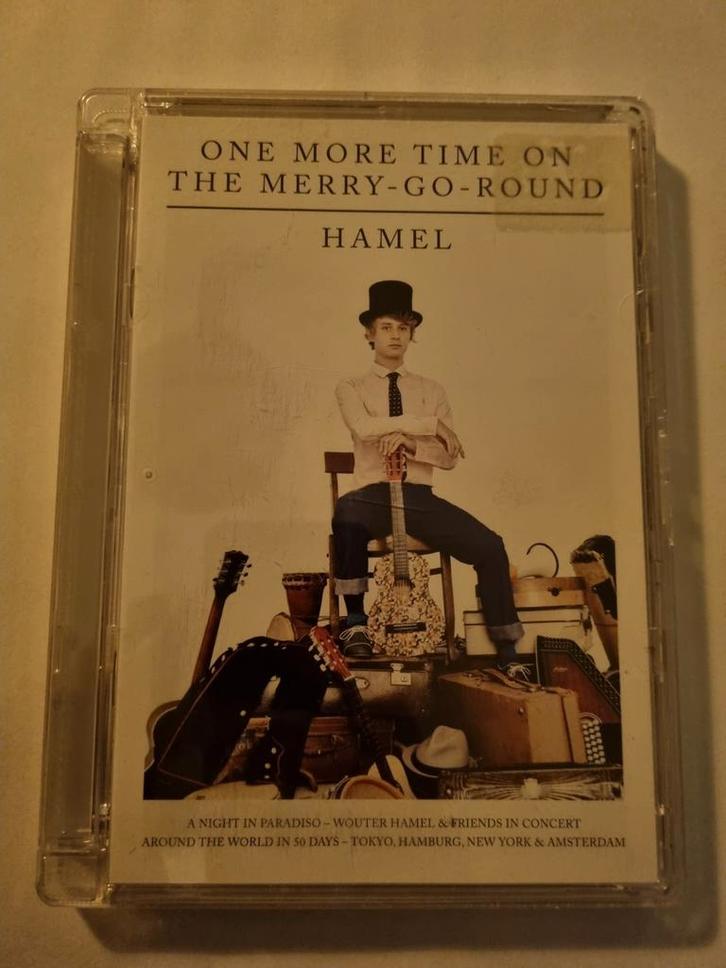 ONE MORE TIME ON
THE MERRY-GO-ROUND
HAMEL
A NIGHT IN PARADISO – WOUTER HAMEL & FRIENDS IN CONCERT
AROUND THE WORLD IN 50 DAYS – TOKYO, HAMBURG, NEW YORK & AMSTERDAM